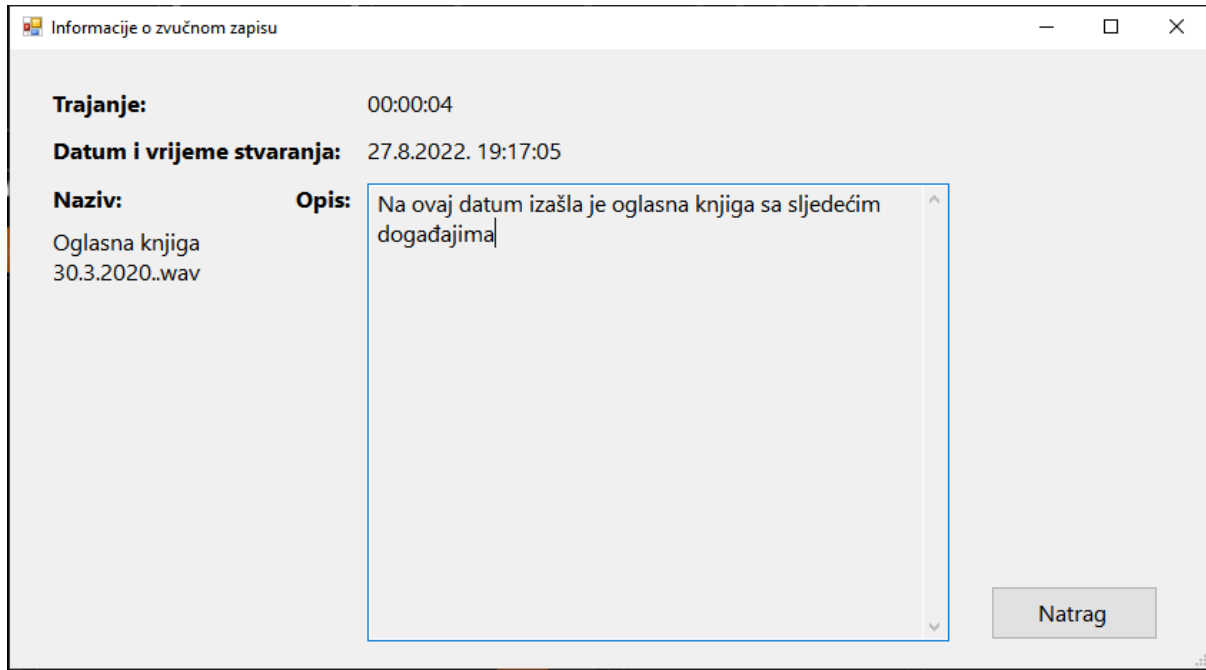 Informacije o zvučnom zapisu
Trajanje: 00:00:04
Datum i vrijeme stvaranja: 27.8.2022. 19:17:05
Naziv: Opis:
Oglasna knjiga
30.3.2020..wav
Na ovaj datum izašla je oglasna knjiga sa sljedećim
događajima
Natrag